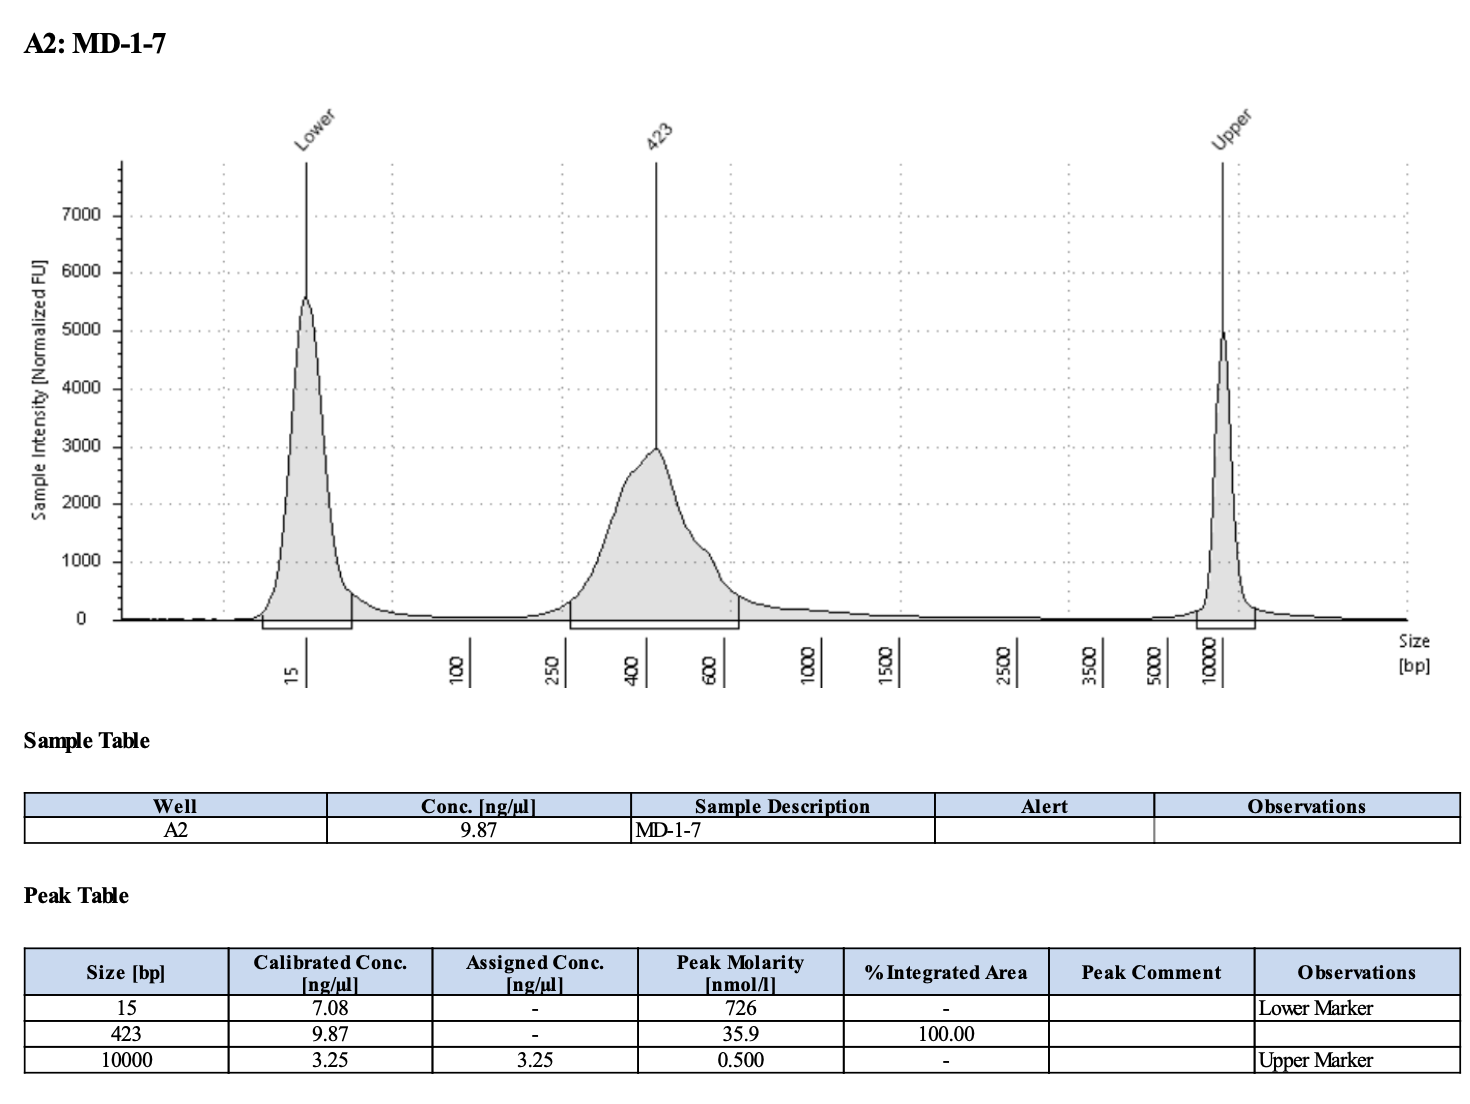 A2: MD-1-7
Lower
423
Upper
Sample Intensity [Normalized FU]
7000
6000
5000
4000
3000
2000
1000
0
15
100
250
400
600
1000
1500
2500
3500
5000
10000
Size
[bp]
Sample Table
Well Conc. [ng/µl] Sample Description Alert Observations
A2 9.87 MD-1-7
Peak Table
Size [bp] Calibrated Conc. [ng/µl] Assigned Conc. [ng/µl] Peak Molarity [nmol/l] % Integrated Area Peak Comment Observations
15 7.08 - 726 - Lower Marker
423 9.87 - 35.9 100.00
10000 3.25 3.25 0.500 - Upper Marker